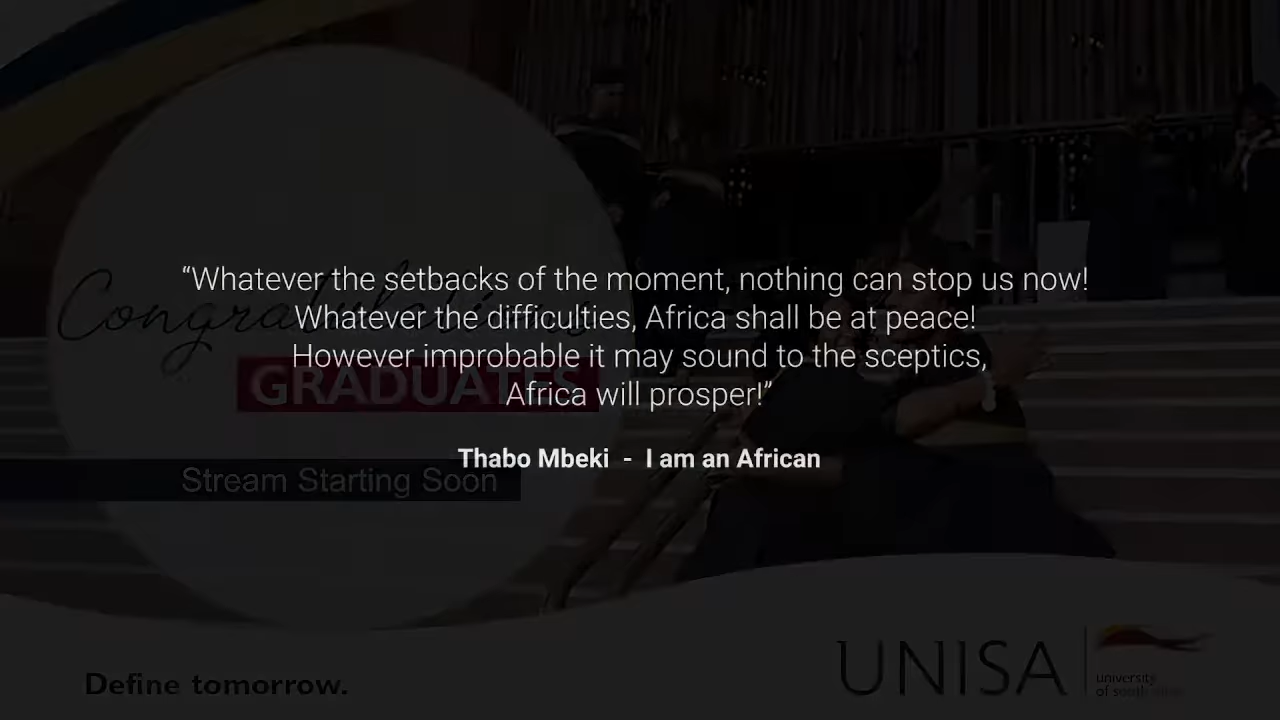 “Whatever the setbacks of the moment, nothing can stop us now!
Whatever the difficulties, Africa shall be at peace!
However improbable it may sound to the sceptics,
Africa will prosper!”
Thabo Mbeki - I am an African
Congratulations
GRADUATES
Stream Starting Soon
Define tomorrow.
UNISA
university
of south africa